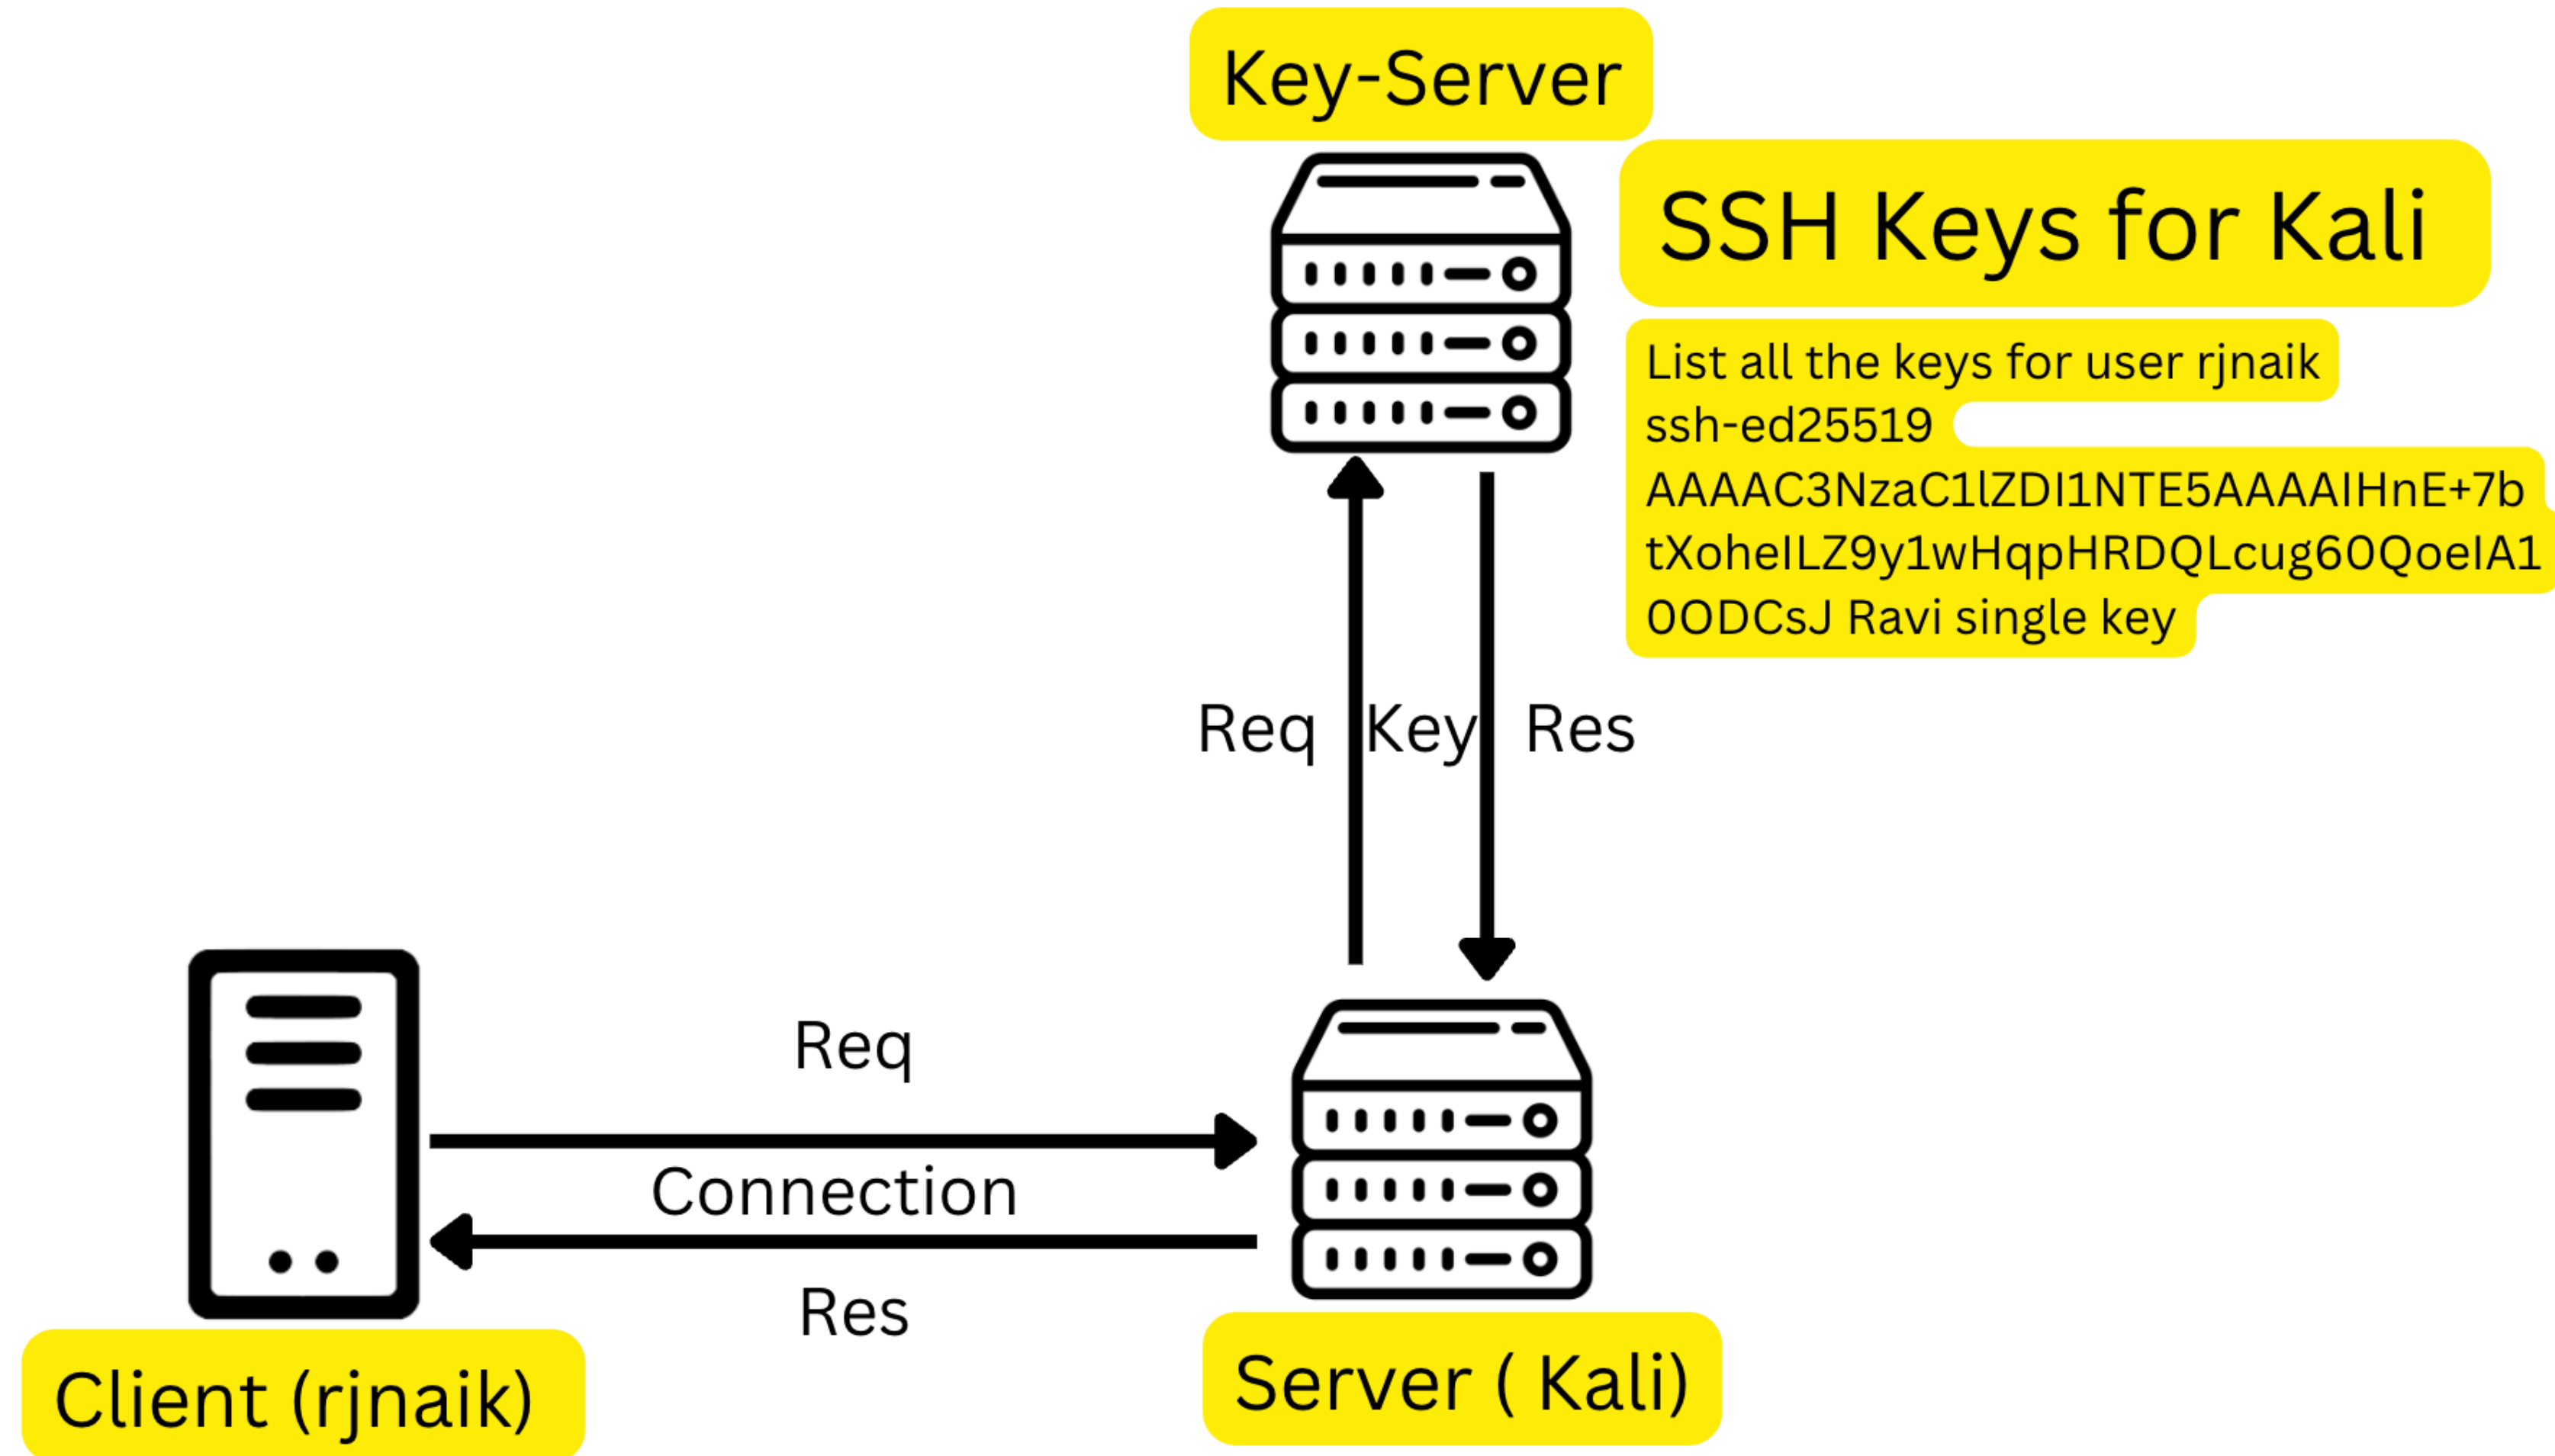 Key-Server
SSH Keys for Kali
List all the keys for user rjnaik
ssh-ed25519
AAAAC3NzaC1lZDI1NTE5AAAAIHnE+7b
tXoheILZ9y1wHqpHRDQLcug60QoeIA1
0ODCsJ Ravi single key
Req Key Res
Req
Connection
Res
Client (rjnaik)
Server ( Kali)